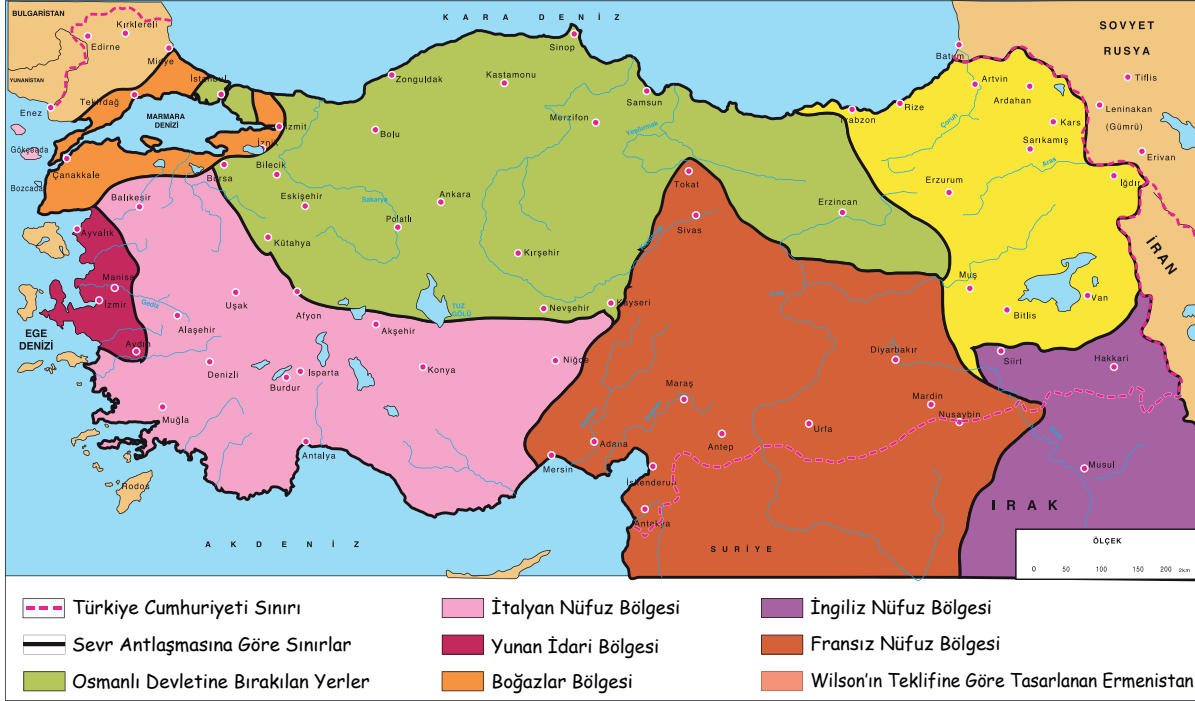 KARA DENİZ
BULGARİSTAN
SOVYET
RUSYA
Kırklareli
Edirne
Midye
Sinop
Batum
YUNANİSTAN
İstanbul
Zonguldak
Kastamonu
Samsun
Artvin
Ardahan
Tiflis
Tekirdağ
Enez
MARMARA
DENİZİ
İzmit
Bolu
Merzifon
Yeşilırmak
Trabzon
Rize
Çoruh
Kars
Leninakan
(Gümrü)
Gökçeada
İznik
Sarıkamış
Erivan
Çanakkale
Bursa
Bilecik
Tokat
Aras
Iğdır
Bozcada
Balıkesir
Eskişehir
Sakarya
Ankara
Erzurum
Erzincan
Ayvalık
Kütahya
Polatlı
Sivas
Kırşehir
İRAN
Manisa
İzmir
Gediz
Uşak
Afyon
TUZ
GÖLÜ
Nevşehir
Kayseri
Muş
Bitlis
Van
EGE
DENİZİ
Alaşehir
Akşehir
Aydın
Denizli
Isparta
Burdur
Konya
Niğde
Diyarbakır
Siirt
Hakkari
Muğla
Maraş
Mardin
Nusaybin
Antalya
Adana
Antep
Urfa
Mersin
Musul
Rodos
İskenderun
Antakya
IRAK
AKDENİZ
SURİYE
ÖLÇEK
0 50 100 150 200 2km
Türkiye Cumhuriyeti Sınırı
Sevr Antlaşmasına Göre Sınırlar
Osmanlı Devletine Bırakılan Yerler
İtalyan Nüfuz Bölgesi
Yunan İdari Bölgesi
Boğazlar Bölgesi
İngiliz Nüfuz Bölgesi
Fransız Nüfuz Bölgesi
Wilson'ın Teklifine Göre Tasarlanan Ermenistan